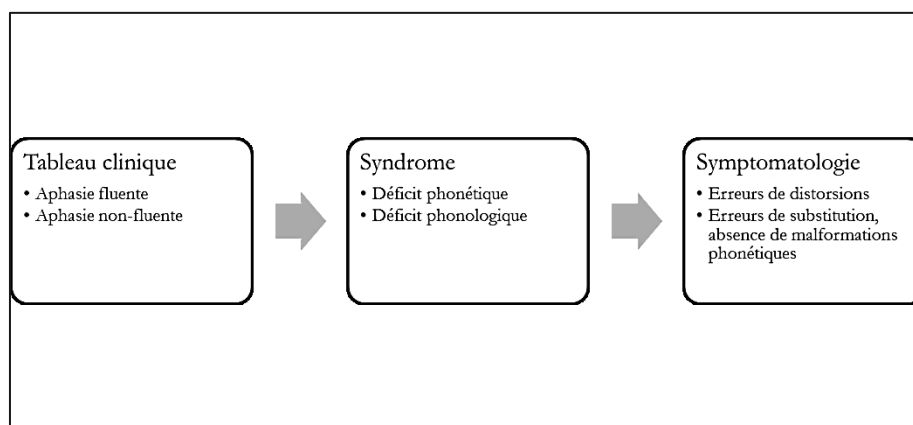 Tableau clinique
• Aphasie fluente
• Aphasie non-fluente
Syndrome
• Déficit phonétique
• Déficit phonologique
Symptomatologie
• Erreurs de distorsions
• Erreurs de substitution,
absence de malformations
phonétiques